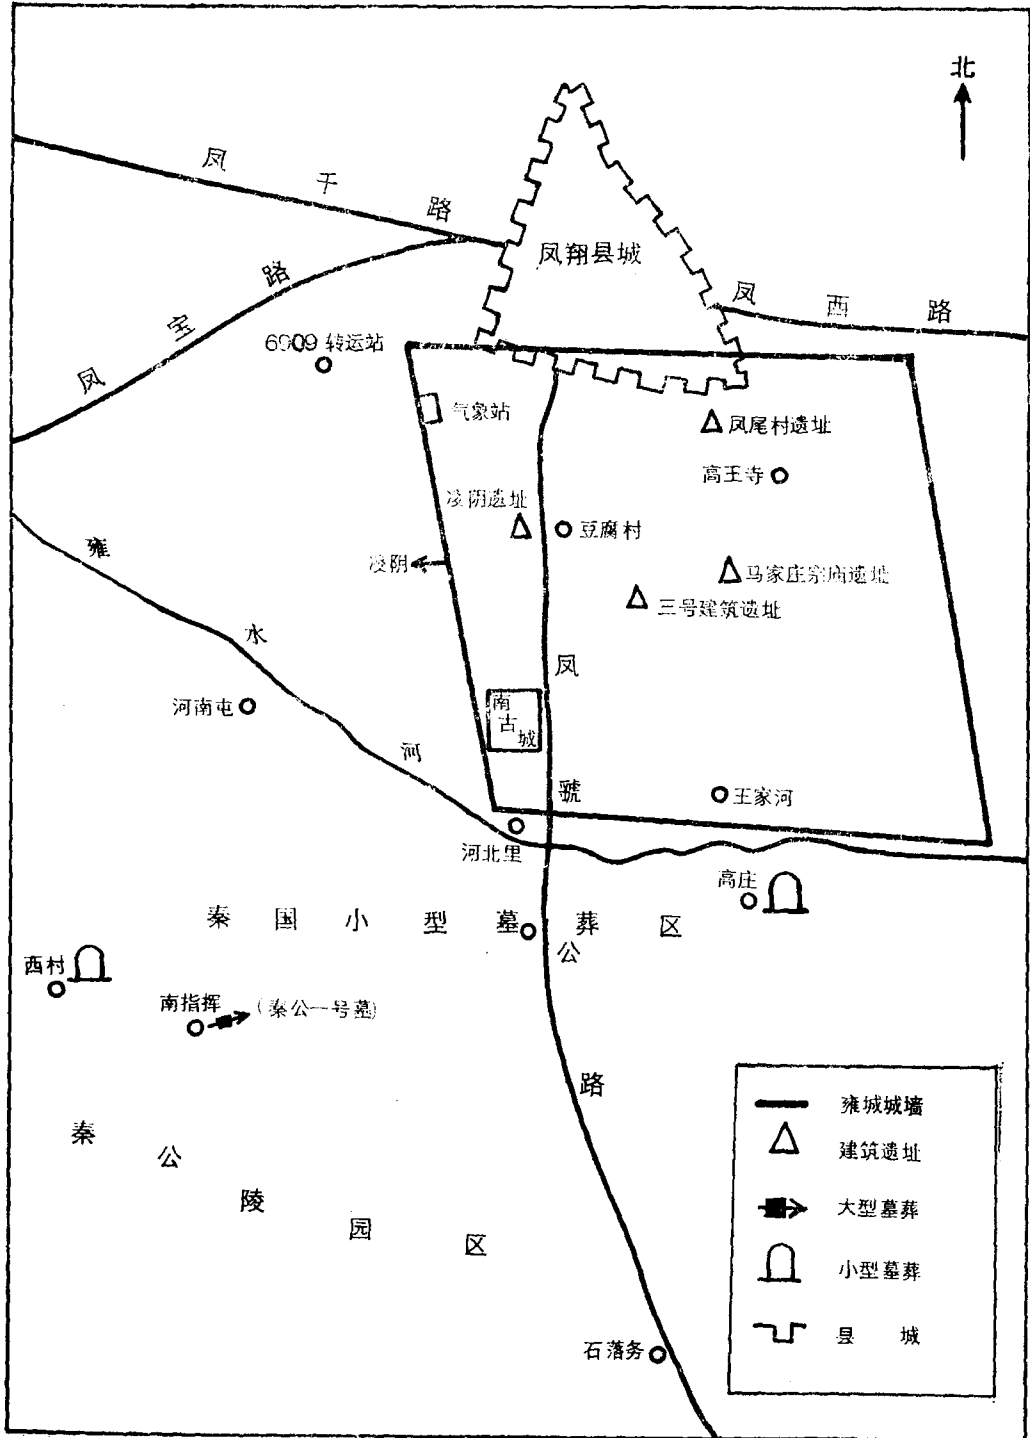 北
凤千路
凤翔县城
凤宝路
凤西路
6909 转运站
气象站
凤尾村遗址
高王寺
凌阴遗址
豆腐村
凌阴
马家庄宗庙遗址
三号建筑遗址
雍水河
凤虢公路
河南屯
南古城
王家河
河北里
高庄
秦国小型墓葬区
西村
南指挥
(秦公一号墓)
秦公陵园区
石落务
雍城城墙
建筑遗址
大型墓葬
小型墓葬
县城